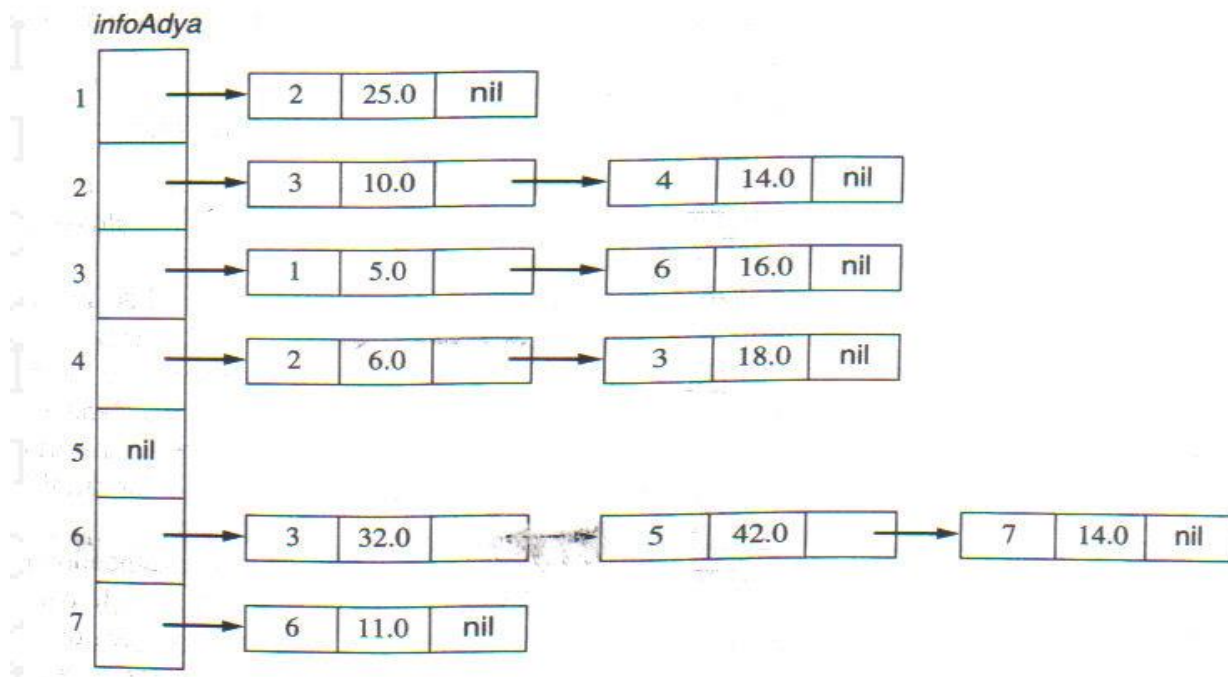 infoAdya
1 2 25.0 nil
2 3 10.0 4 14.0 nil
3 1 5.0 6 16.0 nil
4 2 6.0 3 18.0 nil
5 nil
6 3 32.0 5 42.0 7 14.0 nil
7 6 11.0 nil